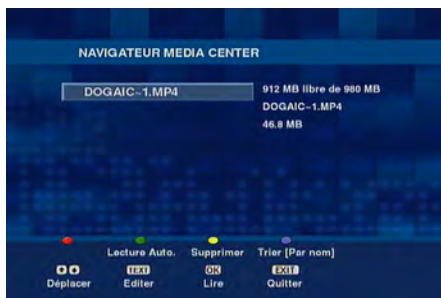 NAVIGATEUR MEDIA CENTER
DOGAIC~1.MP4
912 MB libre de 980 MB
DOGAIC~1.MP4
46.8 MB
Lecture Auto. Supprimer Trier [Par nom]
TEXT OK EXIT
Déplacer Editer Lire Quitter